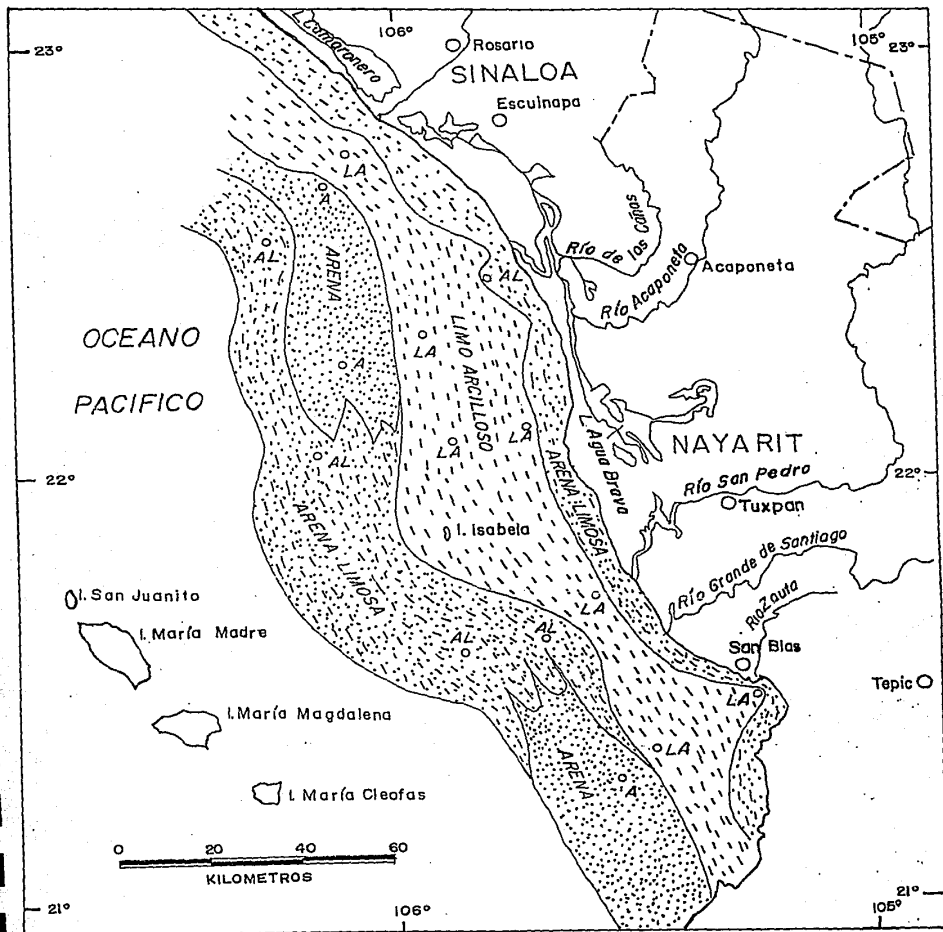 106°
105°
23°
23°
L. Camaronero
Rosario
SINALOA
Escuinapa
LA
A
AL
ARENA
Río de las Cañas
Río Acaponeta
Acaponeta
AL
OCEANO
PACIFICO
LA
LIMO ARCILLOSO
A
LA
LA
AL
L. Agua Brava
NAYARIT
22°
22°
Río San Pedro
Tuxpan
ARENA LIMOSA
ARENA LIMOSA
I. Isabela
Río Grande de Santiago
LA
Río Zauta
I. San Juanito
I. María Madre
AL
AL
San Blas
Tepic
LA
I. María Magdalena
LA
ARENA
A
I. María Cleofas
0 20 40 60
KILOMETROS
21°
21°
106°
105°